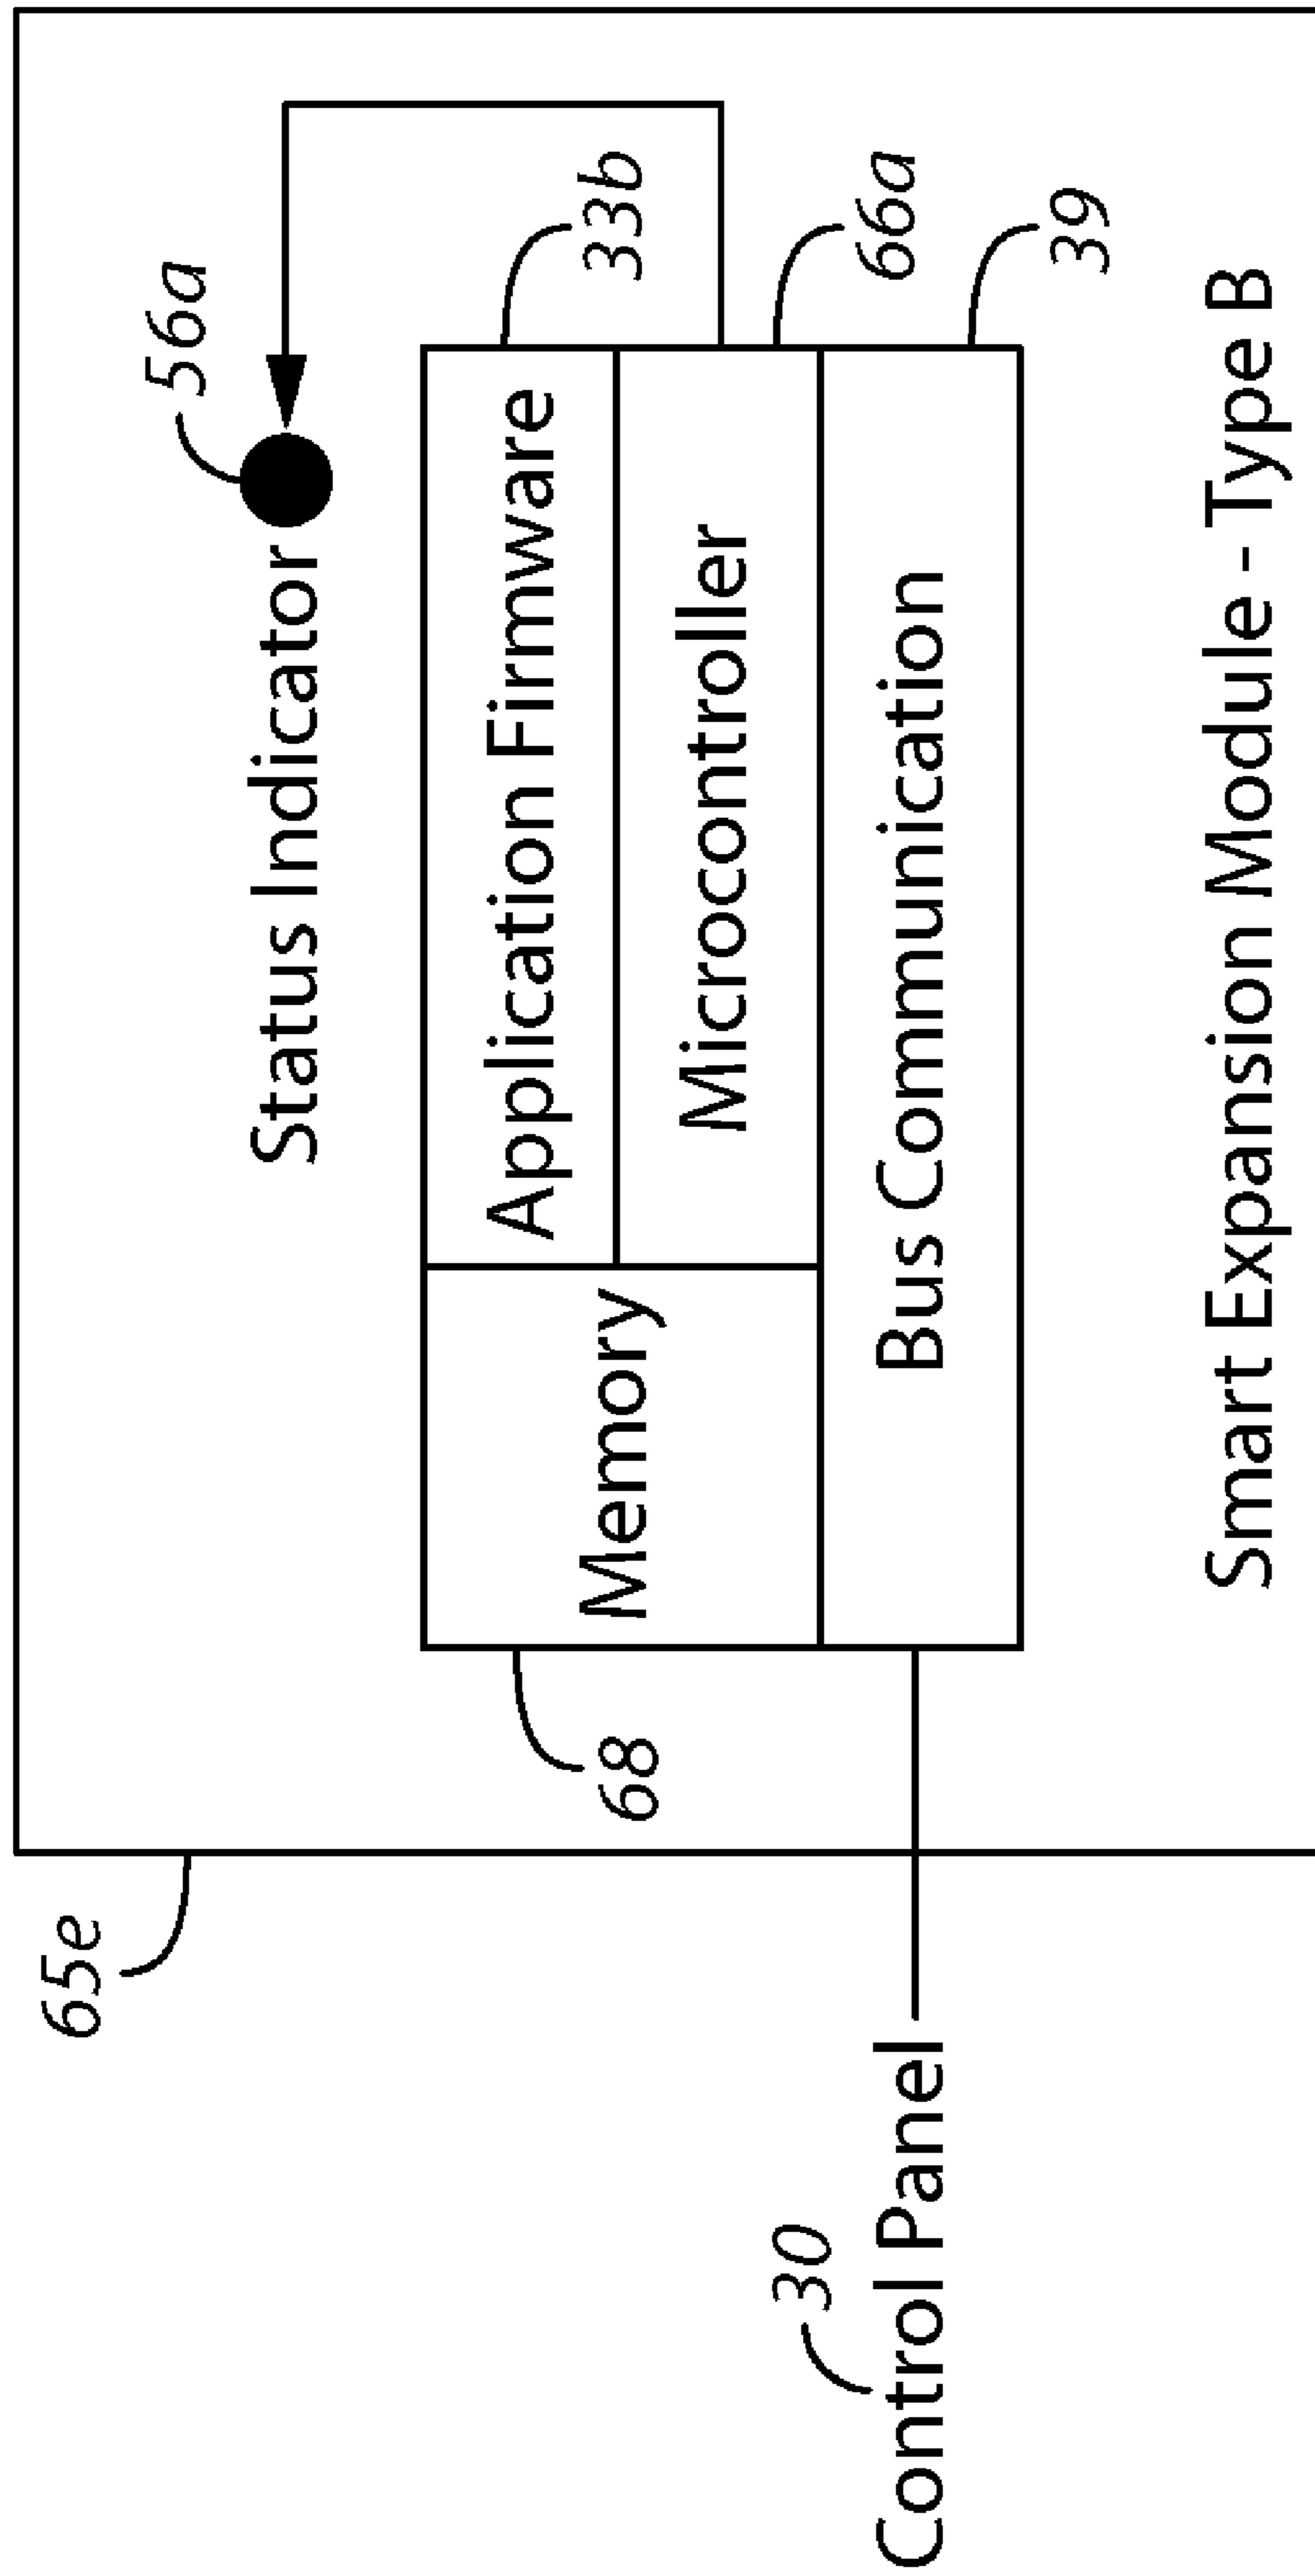 65e
56a
Status Indicator
33b
Application Firmware
68
Memory
Microcontroller
66a
30
Control Panel
Bus Communication
39
Smart Expansion Module - Type B